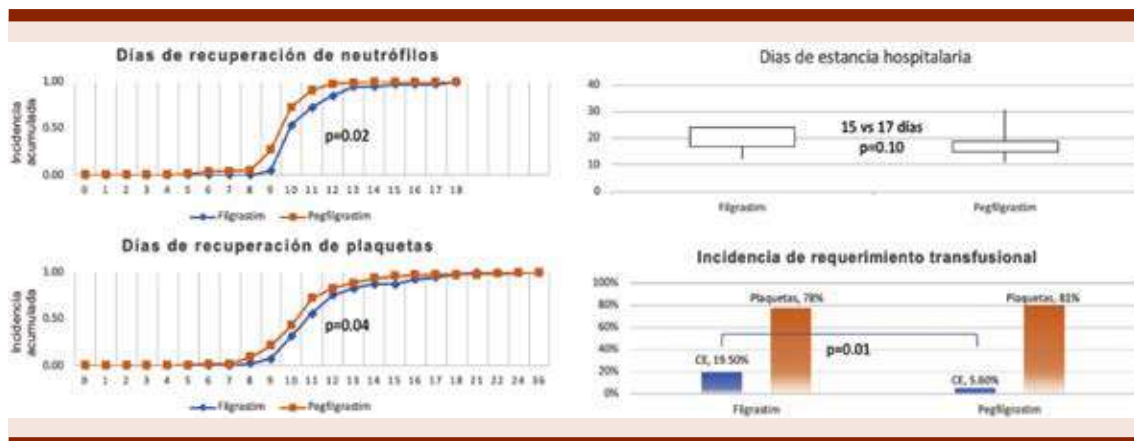 Días de recuperación de neutrófilos
Incidencia
acumulada
1.00
0.50
0.00
p=0.02
0 1 2 3 4 5 6 7 8 9 10 11 12 13 14 15 16 17 18
Filgrastim Pegfilgrastim
Dias de estancia hospitalaria
40
30
20
10
0
15 vs 17 días
p=0.10
Filgrastim Pegfilgrastim
Días de recuperación de plaquetas
Incidencia
acumulada
1.00
0.50
0.00
p=0.04
0 1 2 3 4 5 6 7 8 9 10 11 12 13 14 15 16 17 18 21 22 24 36
Filgrastim Pegfilgrastim
Incidencia de requerimiento transfusional
100%
80%
60%
40%
20%
0%
Plaquetas, 78%
Plaquetas, 81%
p=0.01
CE, 19.50%
CE, 5.60%
Filgrastim Pegfilgrastim